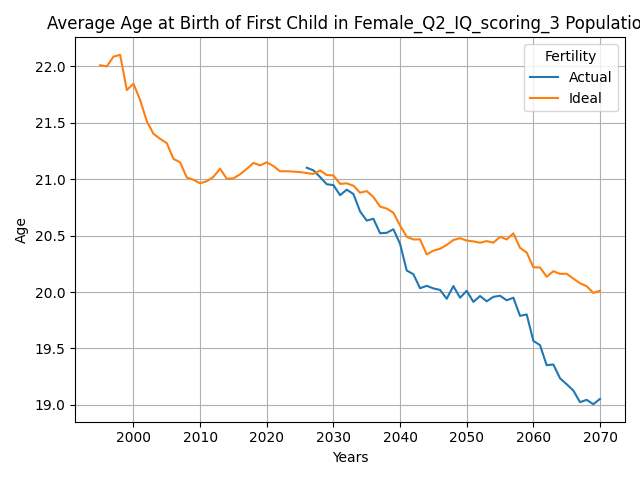 Average Age at Birth of First Child in Female_Q2_IQ_scoring_3 Populatio
Fertility
Actual
Ideal
22.0
21.5
21.0
20.5
20.0
19.5
19.0
Age
2000
2010
2020
2030
2040
2050
2060
2070
Years